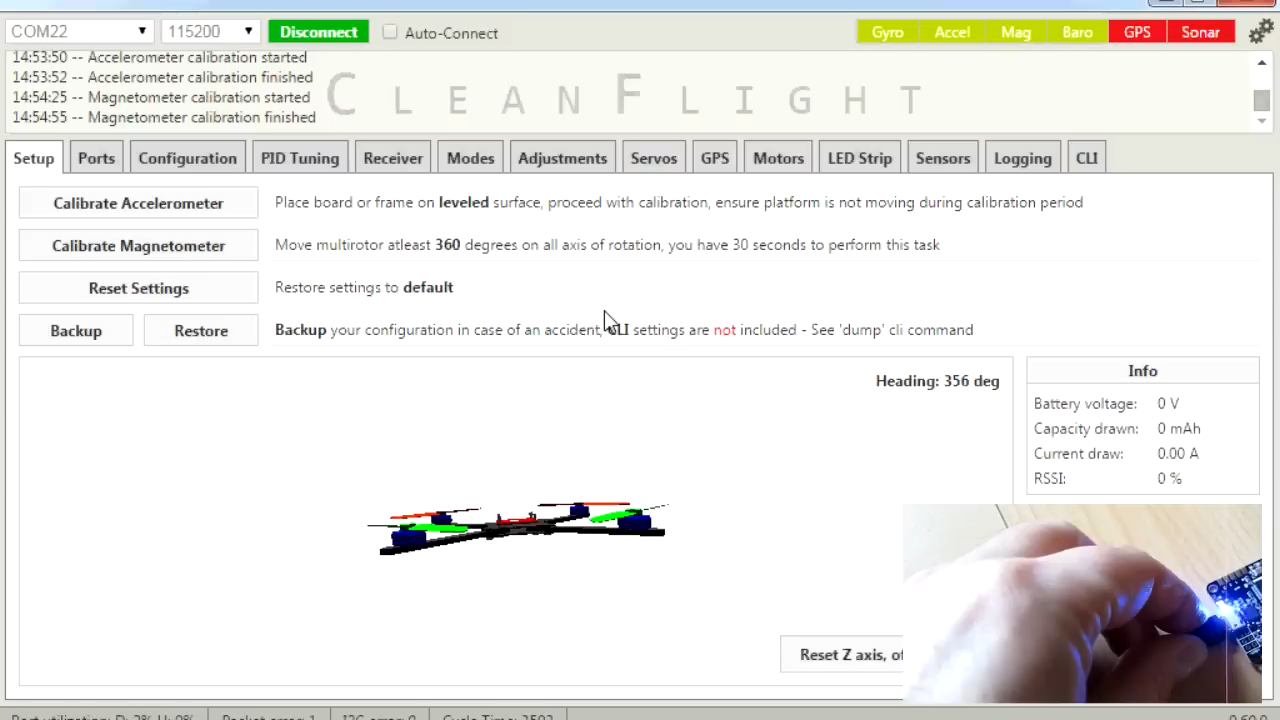 COM22 115200 Disconnect Auto-Connect Gyro Accel Mag Baro GPS Sonar
14:53:50 -- Accelerometer calibration started
14:53:52 -- Accelerometer calibration finished
14:54:25 -- Magnetometer calibration started
14:54:55 -- Magnetometer calibration finished
CLEANFLIGHT
Setup Ports Configuration PID Tuning Receiver Modes Adjustments Servos GPS Motors LED Strip Sensors Logging CLI
Calibrate Accelerometer Place board or frame on leveled surface, proceed with calibration, ensure platform is not moving during calibration period
Calibrate Magnetometer Move multirotor atleast 360 degrees on all axis of rotation, you have 30 seconds to perform this task
Reset Settings Restore settings to default
Backup Restore Backup your configuration in case of an accident, CLI settings are not included - See 'dump' cli command
Heading: 356 deg
Info
Battery voltage: 0 V
Capacity drawn: 0 mAh
Current draw: 0.00 A
RSSI: 0 %
Reset Z axis,